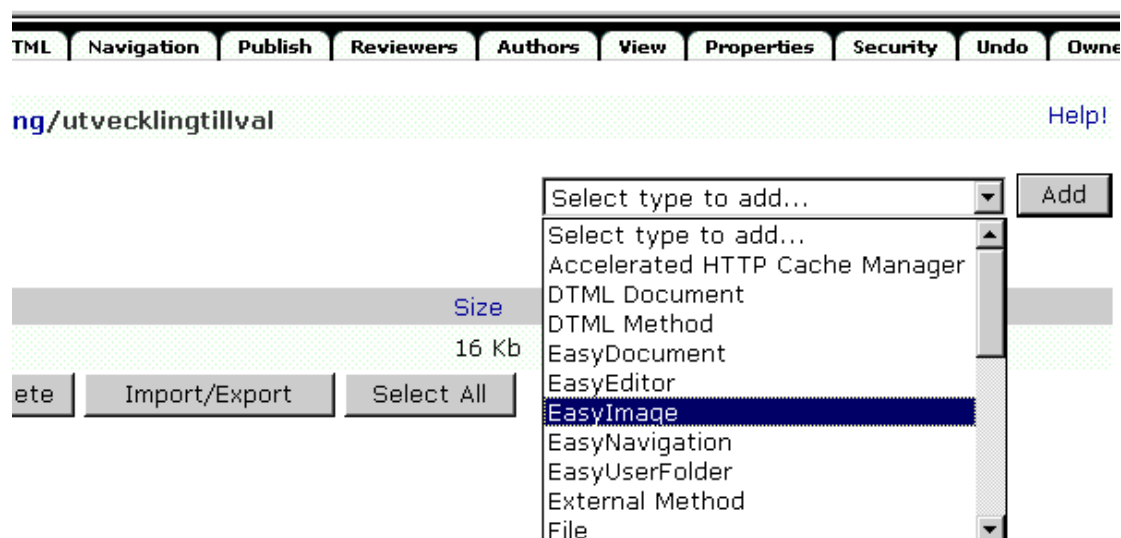 TML Navigation Publish Reviewers Authors View Properties Security Undo Owne
ng/utvecklingtillval Help!
Select type to add... Add
Select type to add...
Accelerated HTTP Cache Manager
DTML Document
Size
DTML Method
16 Kb
EasyDocument
EasyEditor
ete Import/Export Select All
EasyImage
EasyNavigation
EasyUserFolder
External Method
File